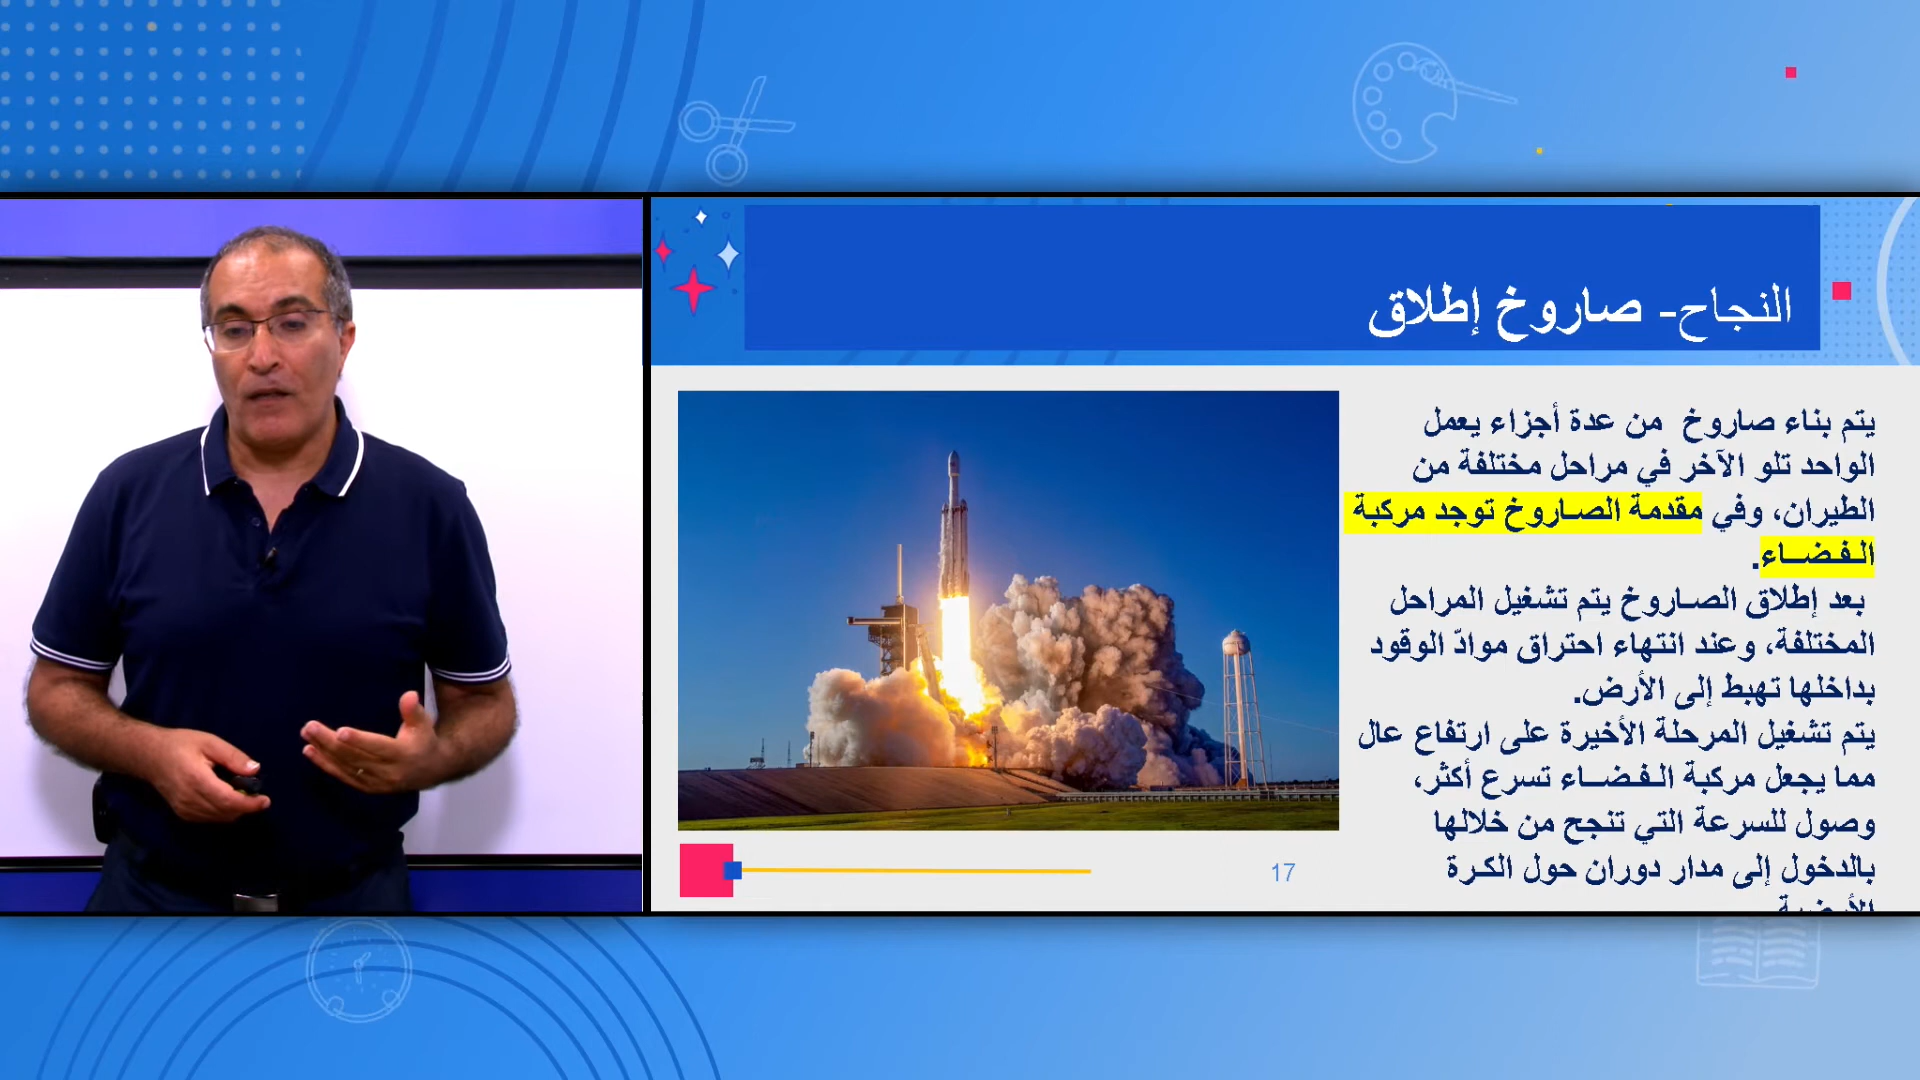 النجاح- صاروخ إطلاق
يتم بناء صاروخ من عدة أجزاء يعمل
الواحد تلو الآخر في مراحل مختلفة من
الطيران، وفي مقدمة الصاروخ توجد مركبة
الفضاء.
بعد إطلاق الصاروخ يتم تشغيل المراحل
المختلفة، وعند انتهاء احتراق موادّ الوقود
بداخلها تهبط إلى الأرض.
يتم تشغيل المرحلة الأخيرة على ارتفاع عال
مما يجعل مركبة الفضاء تسرع أكثر،
وصول للسرعة التي تنجح من خلالها
بالدخول إلى مدار دوران حول الكرة
17